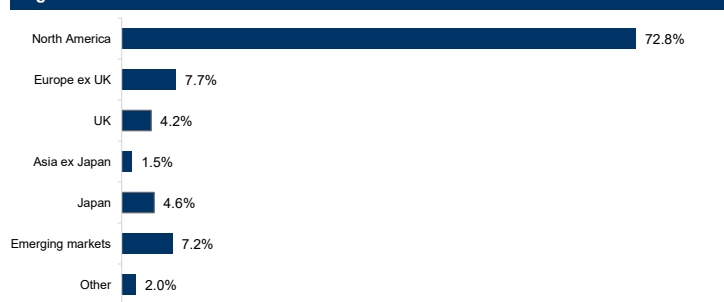 North America 72.8%
Europe ex UK 7.7%
UK 4.2%
Asia ex Japan 1.5%
Japan 4.6%
Emerging markets 7.2%
Other 2.0%